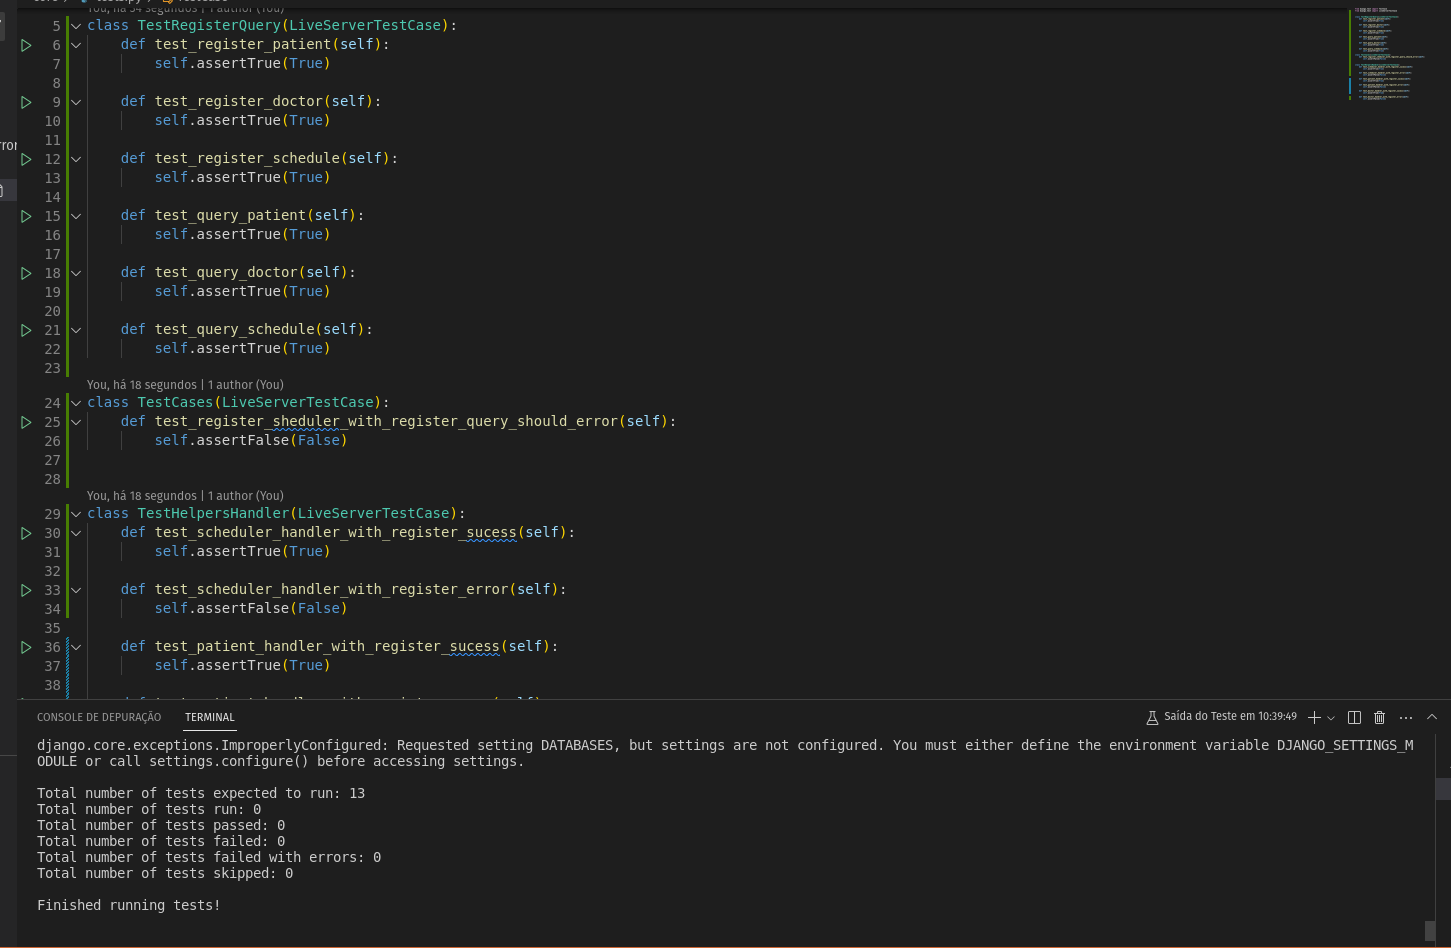 You, há 34 segundos | 1 author (You)
5 class TestRegisterQuery(LiveServerTestCase):
6 def test_register_patient(self):
7 self.assertTrue(True)
8
9 def test_register_doctor(self):
10 self.assertTrue(True)
11
12 def test_register_schedule(self):
13 self.assertTrue(True)
14
15 def test_query_patient(self):
16 self.assertTrue(True)
17
18 def test_query_doctor(self):
19 self.assertTrue(True)
20
21 def test_query_schedule(self):
22 self.assertTrue(True)
23
You, há 18 segundos | 1 author (You)
24 class TestCases(LiveServerTestCase):
25 def test_register_sheduler_with_register_query_should_error(self):
26 self.assertFalse(False)
27
28
You, há 18 segundos | 1 author (You)
29 class TestHelpersHandler(LiveServerTestCase):
30 def test_scheduler_handler_with_register_sucess(self):
31 self.assertTrue(True)
32
33 def test_scheduler_handler_with_register_error(self):
34 self.assertFalse(False)
35
36 def test_patient_handler_with_register_sucess(self):
37 self.assertTrue(True)
38
CONSOLE DE DEPURAÇÃO TERMINAL Saída do Teste em 10:39:49
django.core.exceptions.ImproperlyConfigured: Requested setting DATABASES, but settings are not configured. You must either define the environment variable DJANGO_SETTINGS_M
ODULE or call settings.configure() before accessing settings.
Total number of tests expected to run: 13
Total number of tests run: 0
Total number of tests passed: 0
Total number of tests failed: 0
Total number of tests failed with errors: 0
Total number of tests skipped: 0
Finished running tests!